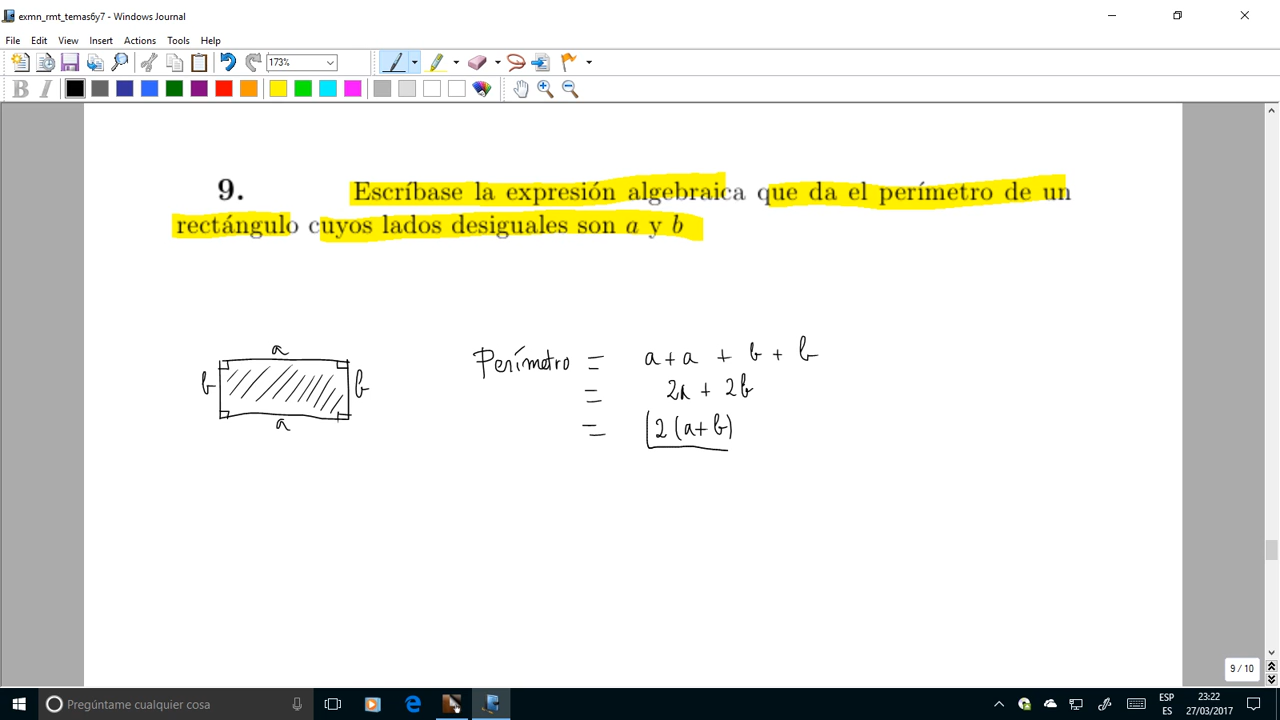 exmn_rmt_temas6y7 - Windows Journal
File Edit View Insert Actions Tools Help
173%
B I
9. Escríbase la expresión algebraica que da el perímetro de un
rectángulo cuyos lados desiguales son a y b
a
b b
a
Perímetro = a + a + b + b
= 2a + 2b
= 2 (a+b)
9 / 10
Pregúntame cualquier cosa
ESP 23:22
ES 27/03/2017